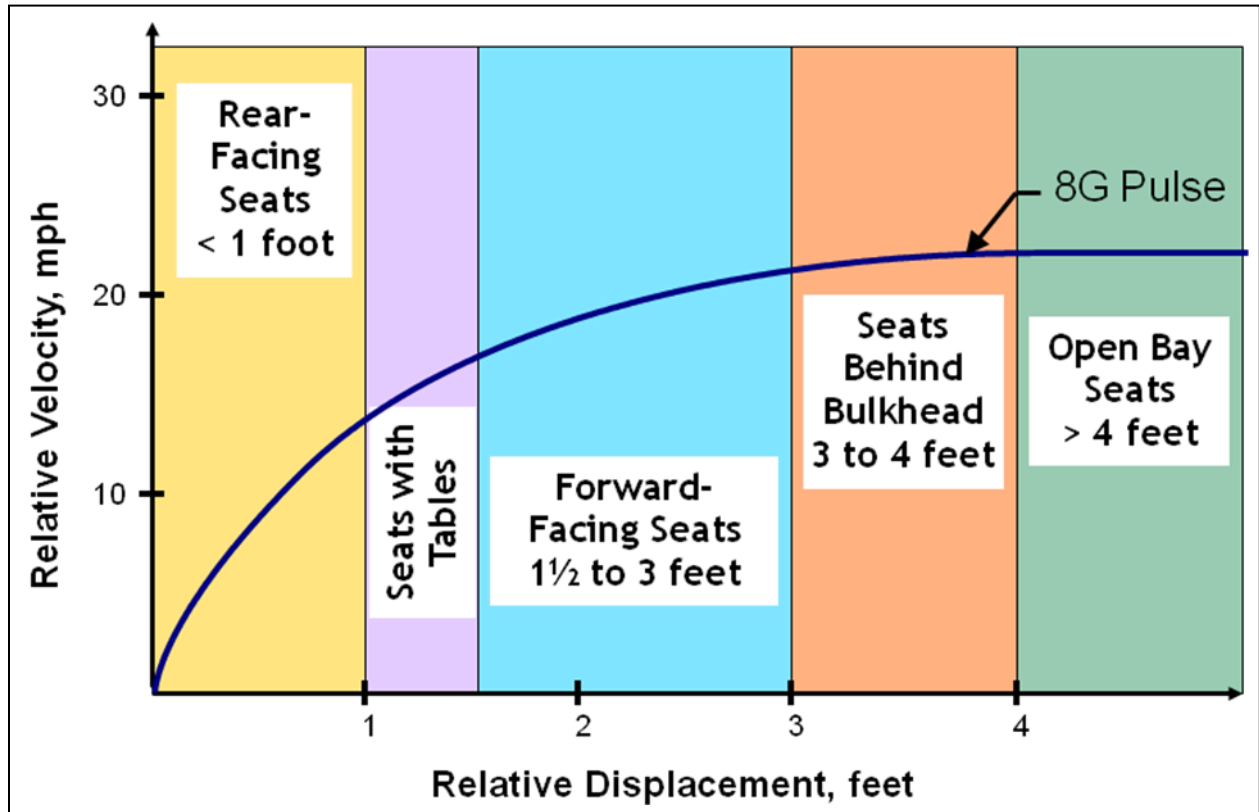 Relative Velocity, mph
30
20
10
Rear-
Facing
Seats
< 1 foot
Seats with
Tables
Forward-
Facing Seats
1½ to 3 feet
Seats
Behind
Bulkhead
3 to 4 feet
8G Pulse
Open Bay
Seats
> 4 feet
1
2
3
4
Relative Displacement, feet